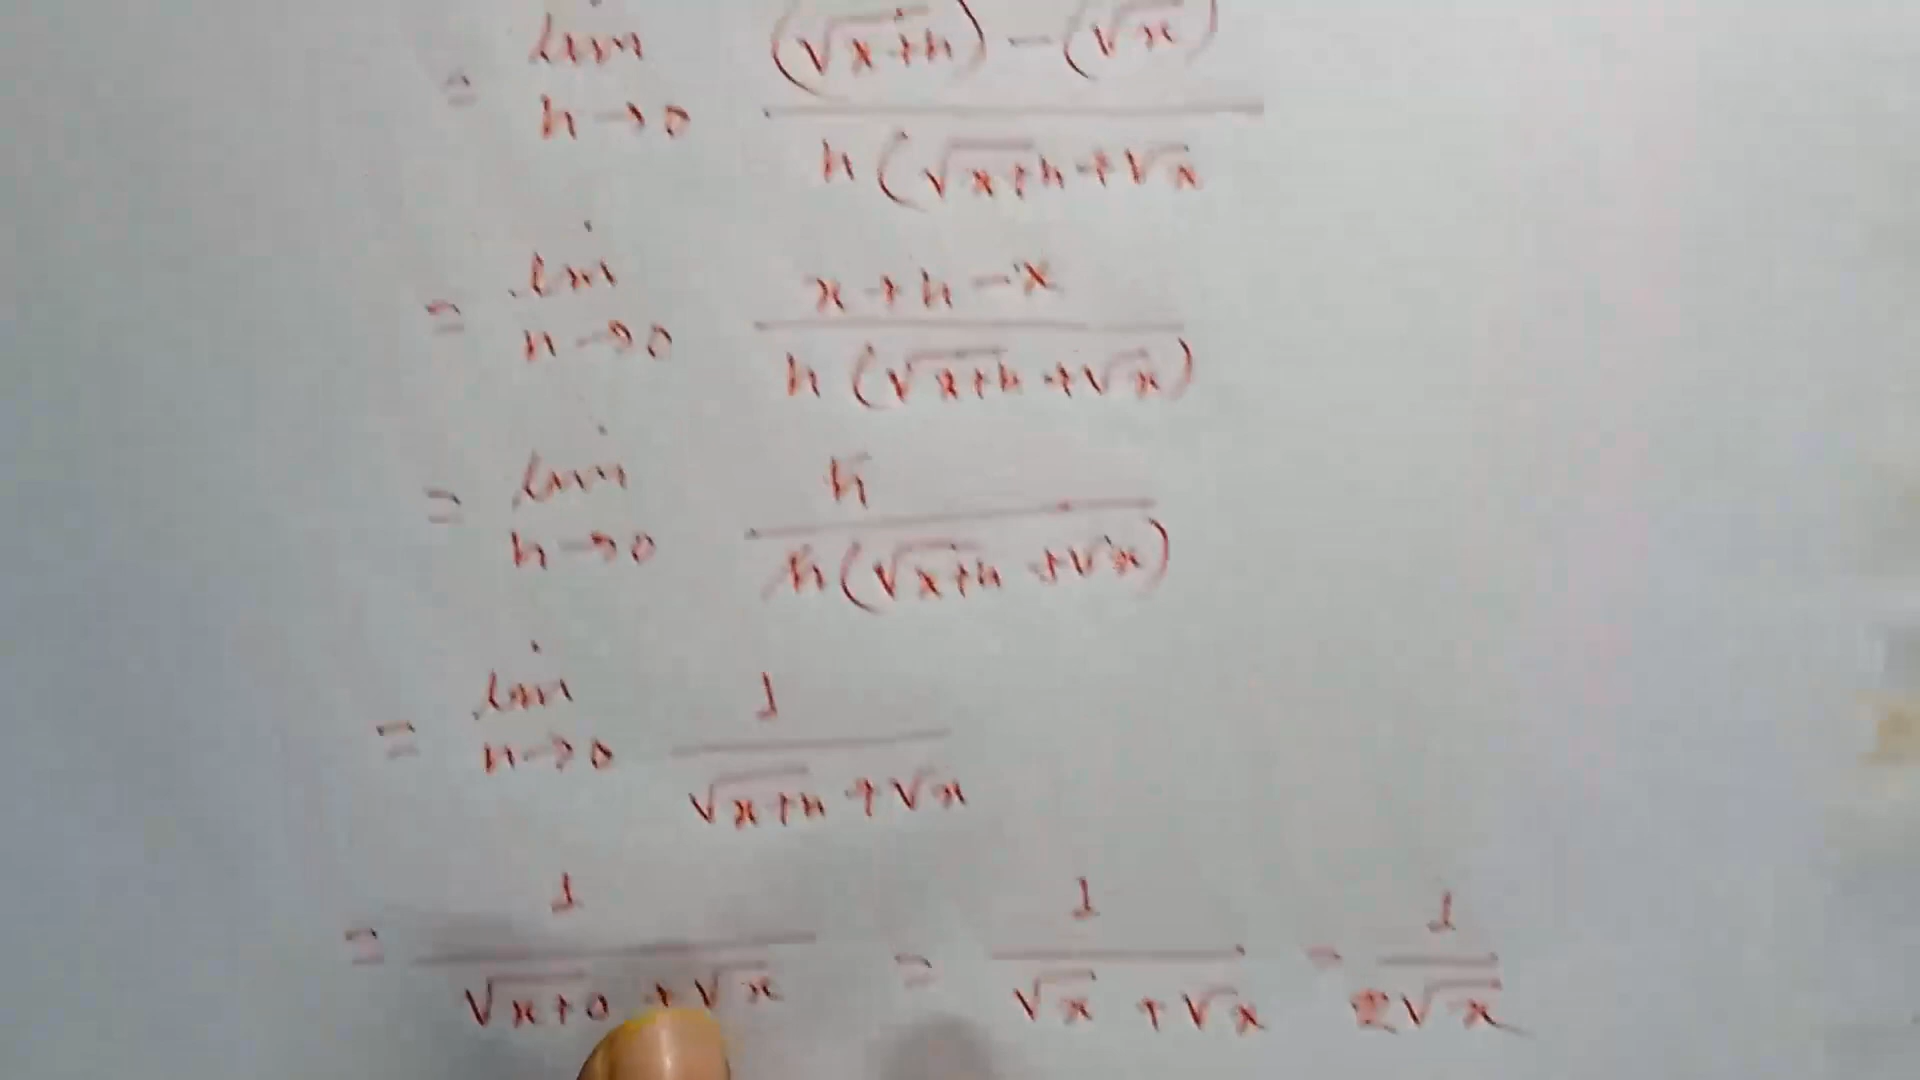 = lim h→0 (√x+h) - (√x) / h(√x+h + √x
= lim h→0 x+h-x / h(√x+h + √x)
= lim h→0 h / h(√x+h + √x)
= lim h→0 1 / √x+h + √x
= 1 / √x+0 + √x = 1 / √x + √x = 1 / 2√x